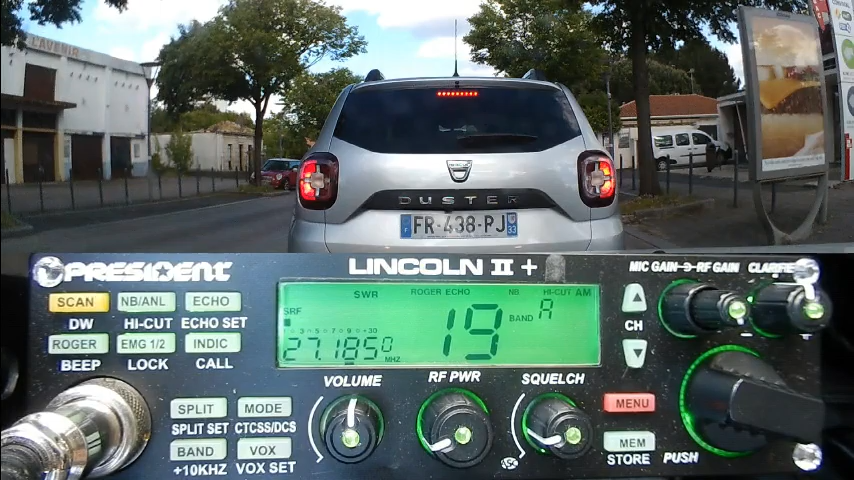 L'AVENIR
DUSTER
F FR-438-PJ 33
PRESIDENT
LINCOLN II +
MIC GAIN RF GAIN CLARIFIER
SCAN NB/ANL ECHO
DW HI-CUT ECHO SET
ROGER EMG 1/2 INDIC
BEEP LOCK CALL
SWR ROGER ECHO NB HI-CUT AM
SRF
27.1850 MHZ
19
BAND A
CH
VOLUME RF PWR SQUELCH
ASC
SPLIT MODE
SPLIT SET CTCSS/DCS
BAND VOX
+10KHZ VOX SET
MENU
MEM
STORE
PUSH